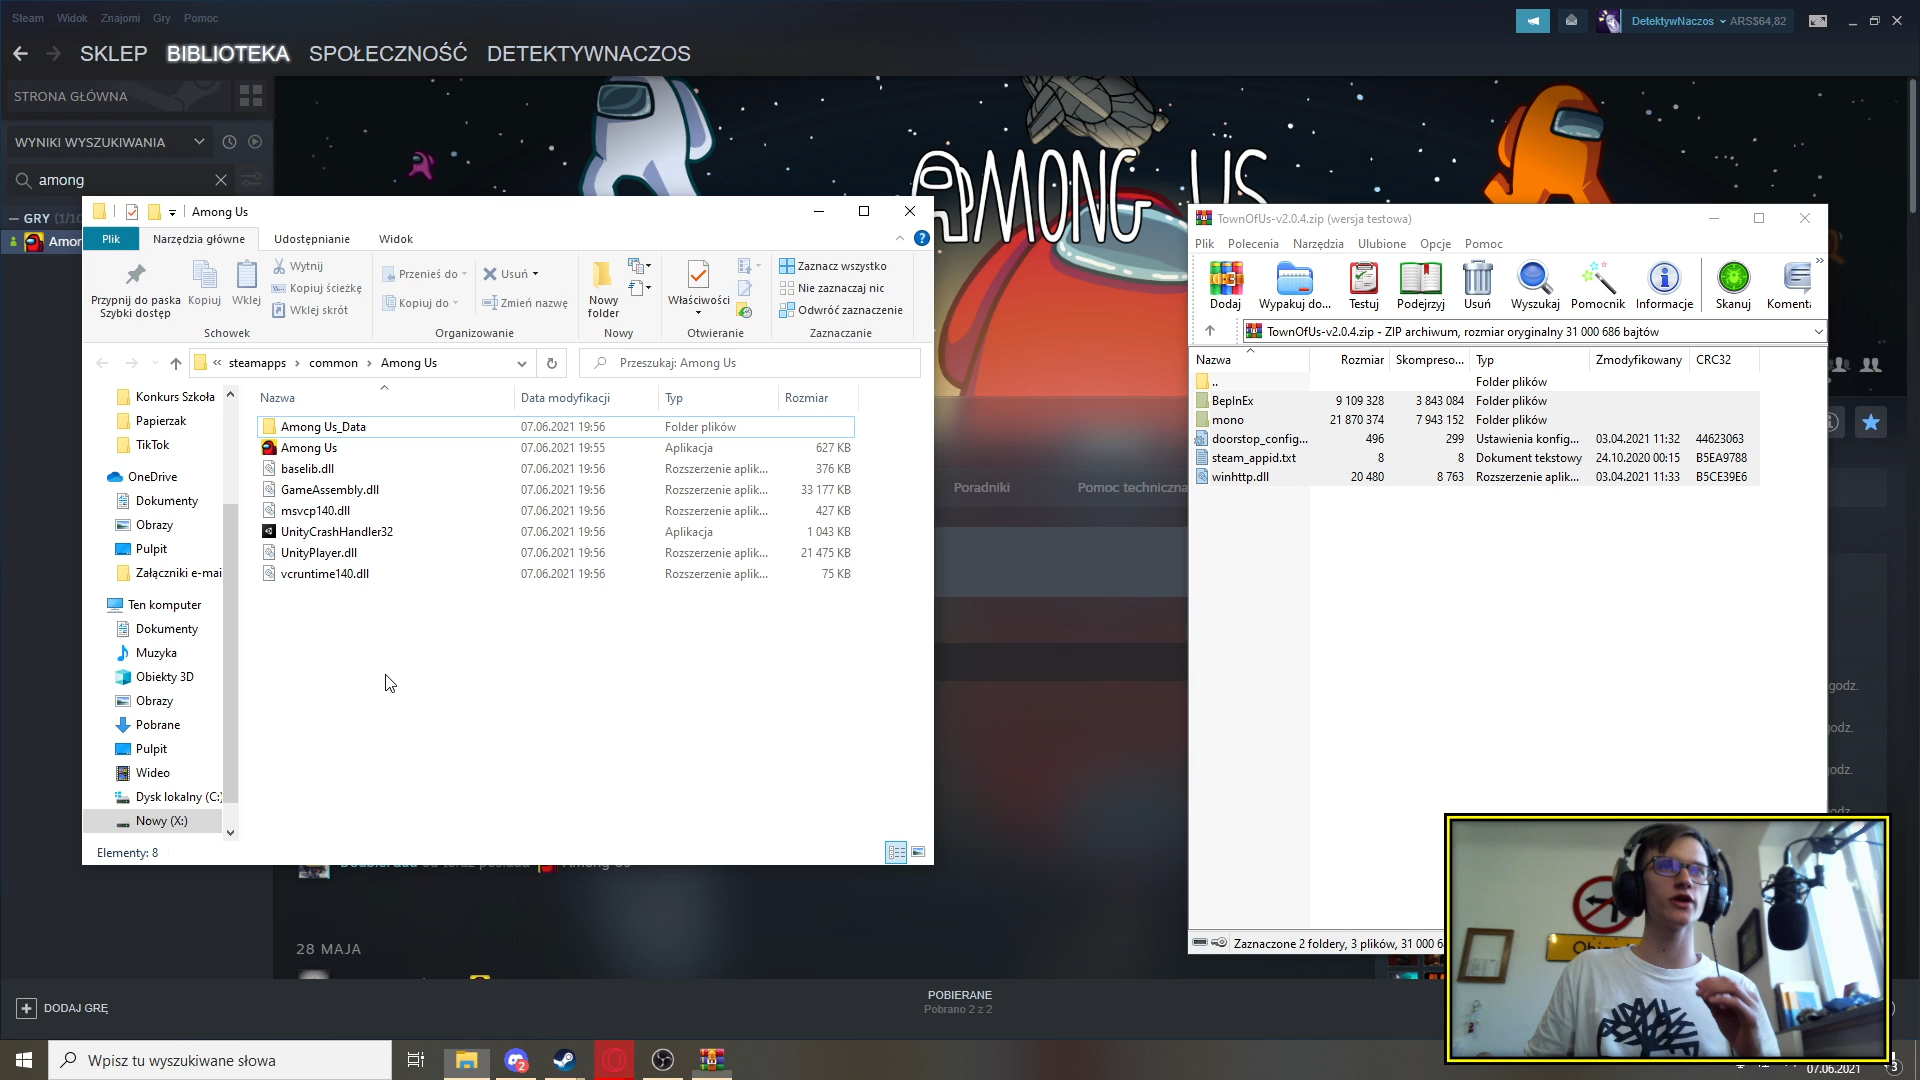 Steam Widok Znajomi Gry Pomoc
DetektywNaczos ARS$64,82
SKLEP BIBLIOTEKA SPOŁECZNOŚĆ DETEKTYWNACZOS
STRONA GŁÓWNA
WYNIKI WYSZUKIWANIA
among
GRY (1/10
Amon
AMONG US
Poradniki
Pomoc techniczna
godz.
godz.
godz.
godz.
28 MAJA
DODAJ GRĘ
POBIERANE
Pobrano 2 z 2
Among Us
Plik Narzędzia główne Udostępnianie Widok
Przypnij do paska Szybki dostęp
Kopiuj
Wklej
Wytnij
Kopiuj ścieżkę
Wklej skrót
Schowek
Przenieś do
Kopiuj do
Usuń
Zmień nazwę
Organizowanie
Nowy folder
Nowy
Właściwości
Otwieranie
Zaznacz wszystko
Nie zaznaczaj nic
Odwróć zaznaczenie
Zaznaczanie
« steamapps › common › Among Us
Przeszukaj: Among Us
Konkurs Szkoła
Papierzak
TikTok
OneDrive
Dokumenty
Obrazy
Pulpit
Załączniki e-mai
Ten komputer
Dokumenty
Muzyka
Obiekty 3D
Obrazy
Pobrane
Pulpit
Wideo
Dysk lokalny (C:)
Nowy (X:)
Nazwa Data modyfikacji Typ Rozmiar
Among Us_Data 07.06.2021 19:56 Folder plików
Among Us 07.06.2021 19:55 Aplikacja 627 KB
baselib.dll 07.06.2021 19:56 Rozszerzenie aplik... 376 KB
GameAssembly.dll 07.06.2021 19:56 Rozszerzenie aplik... 33 177 KB
msvcp140.dll 07.06.2021 19:56 Rozszerzenie aplik... 427 KB
UnityCrashHandler32 07.06.2021 19:56 Aplikacja 1 043 KB
UnityPlayer.dll 07.06.2021 19:56 Rozszerzenie aplik... 21 475 KB
vcruntime140.dll 07.06.2021 19:56 Rozszerzenie aplik... 75 KB
Elementy: 8
TownOfUs-v2.0.4.zip (wersja testowa)
Plik Polecenia Narzędzia Ulubione Opcje Pomoc
Dodaj Wypakuj do... Testuj Podejrzyj Usuń Wyszukaj Pomocnik Informacje Skanuj Komenta
TownOfUs-v2.0.4.zip - ZIP archiwum, rozmiar oryginalny 31 000 686 bajtów
Nazwa Rozmiar Skompreso... Typ Zmodyfikowany CRC32
.. Folder plików
BepInEx 9 109 328 3 843 084 Folder plików
mono 21 870 374 7 943 152 Folder plików
doorstop_config... 496 299 Ustawienia konfig... 03.04.2021 11:32 44623063
steam_appid.txt 8 8 Dokument tekstowy 24.10.2020 00:15 B5EA9788
winhttp.dll 20 480 8 763 Rozszerzenie aplik... 03.04.2021 11:33 B5CE39E6
Zaznaczone 2 foldery, 3 plików, 31 000 6
Wpisz tu wyszukiwane słowa
2
07.06.2021
3